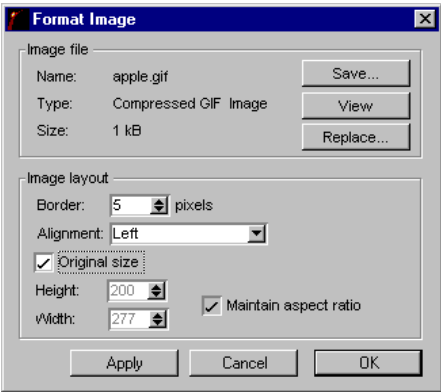 Format Image
Image file
Name: apple.gif
Save...
Type: Compressed GIF Image
View
Size: 1 kB
Replace...
Image layout
Border: 5 pixels
Alignment: Left
Original size
Height: 200
Maintain aspect ratio
Width: 277
Apply Cancel OK